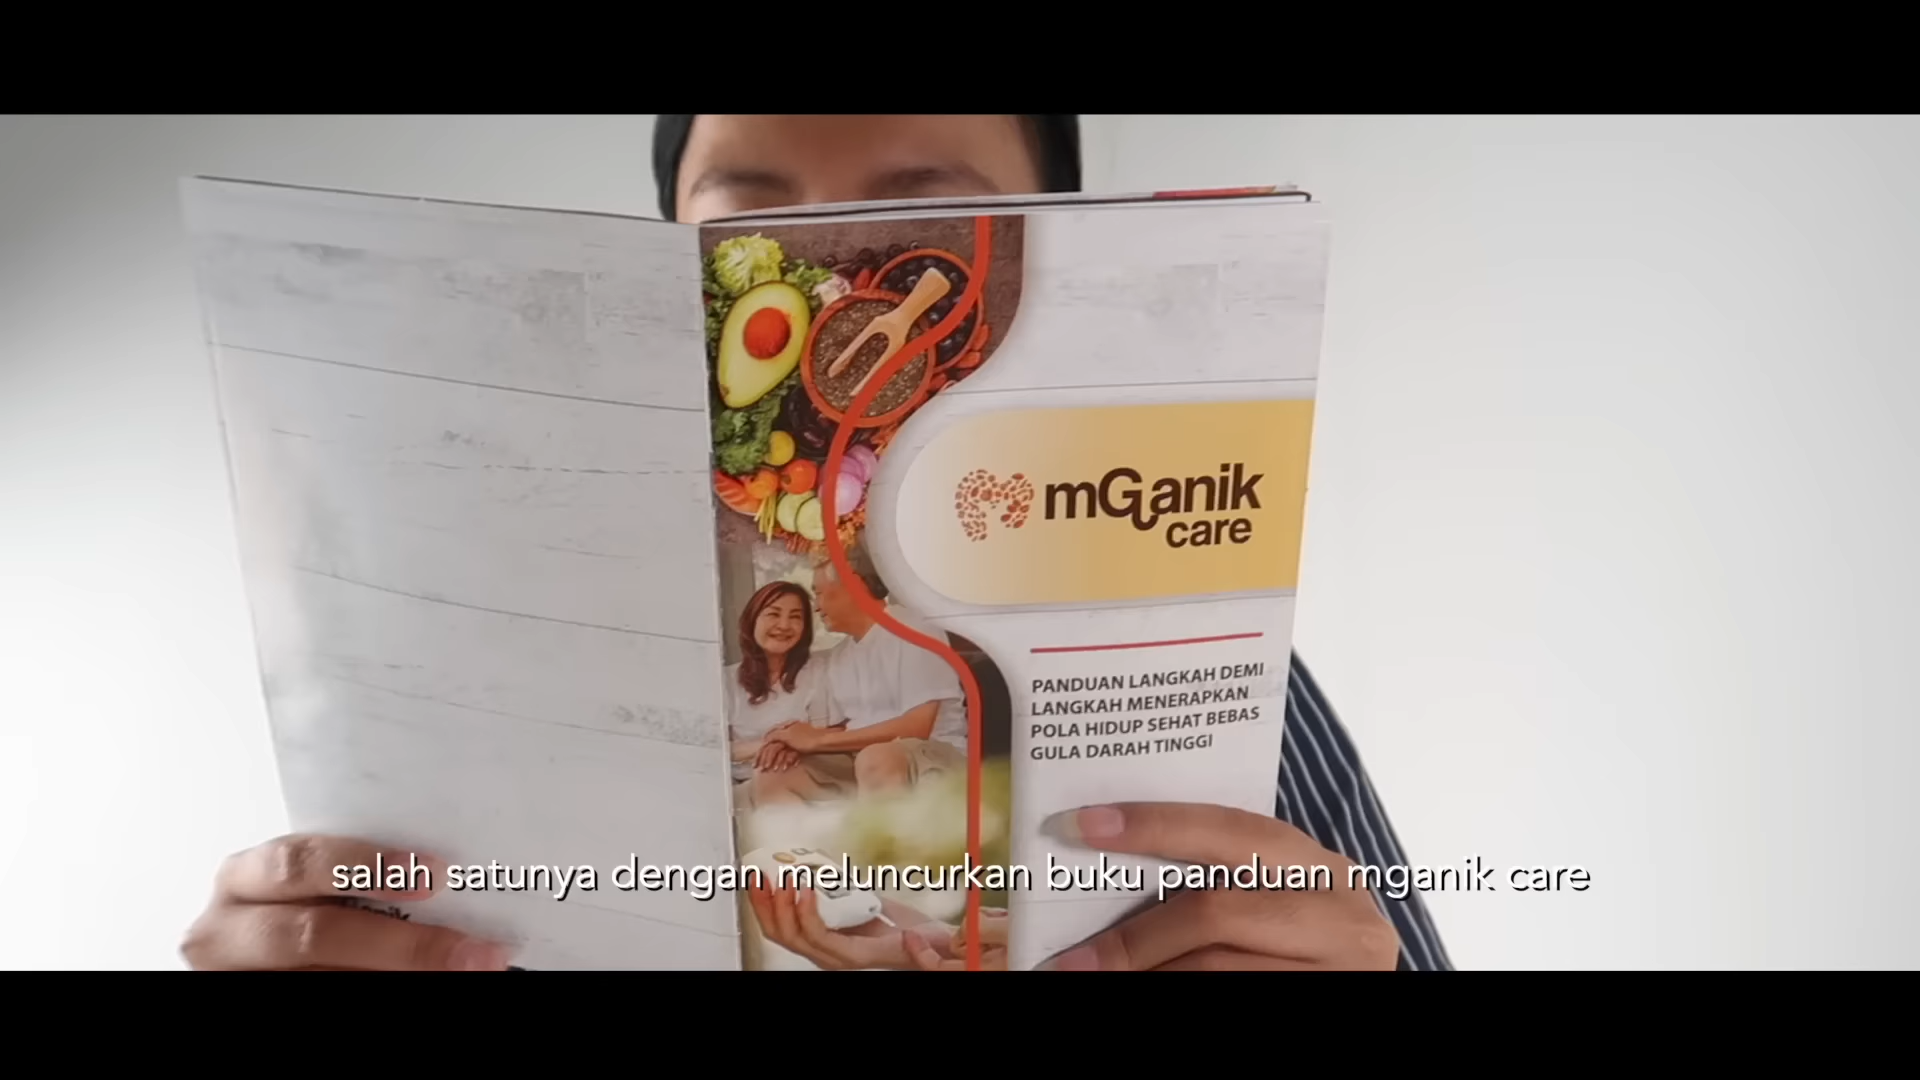 mGanik
care
PANDUAN LANGKAH DEMI
LANGKAH MENERAPKAN
POLA HIDUP SEHAT BEBAS
GULA DARAH TINGGI
salah satunya dengan meluncurkan buku panduan mganik care